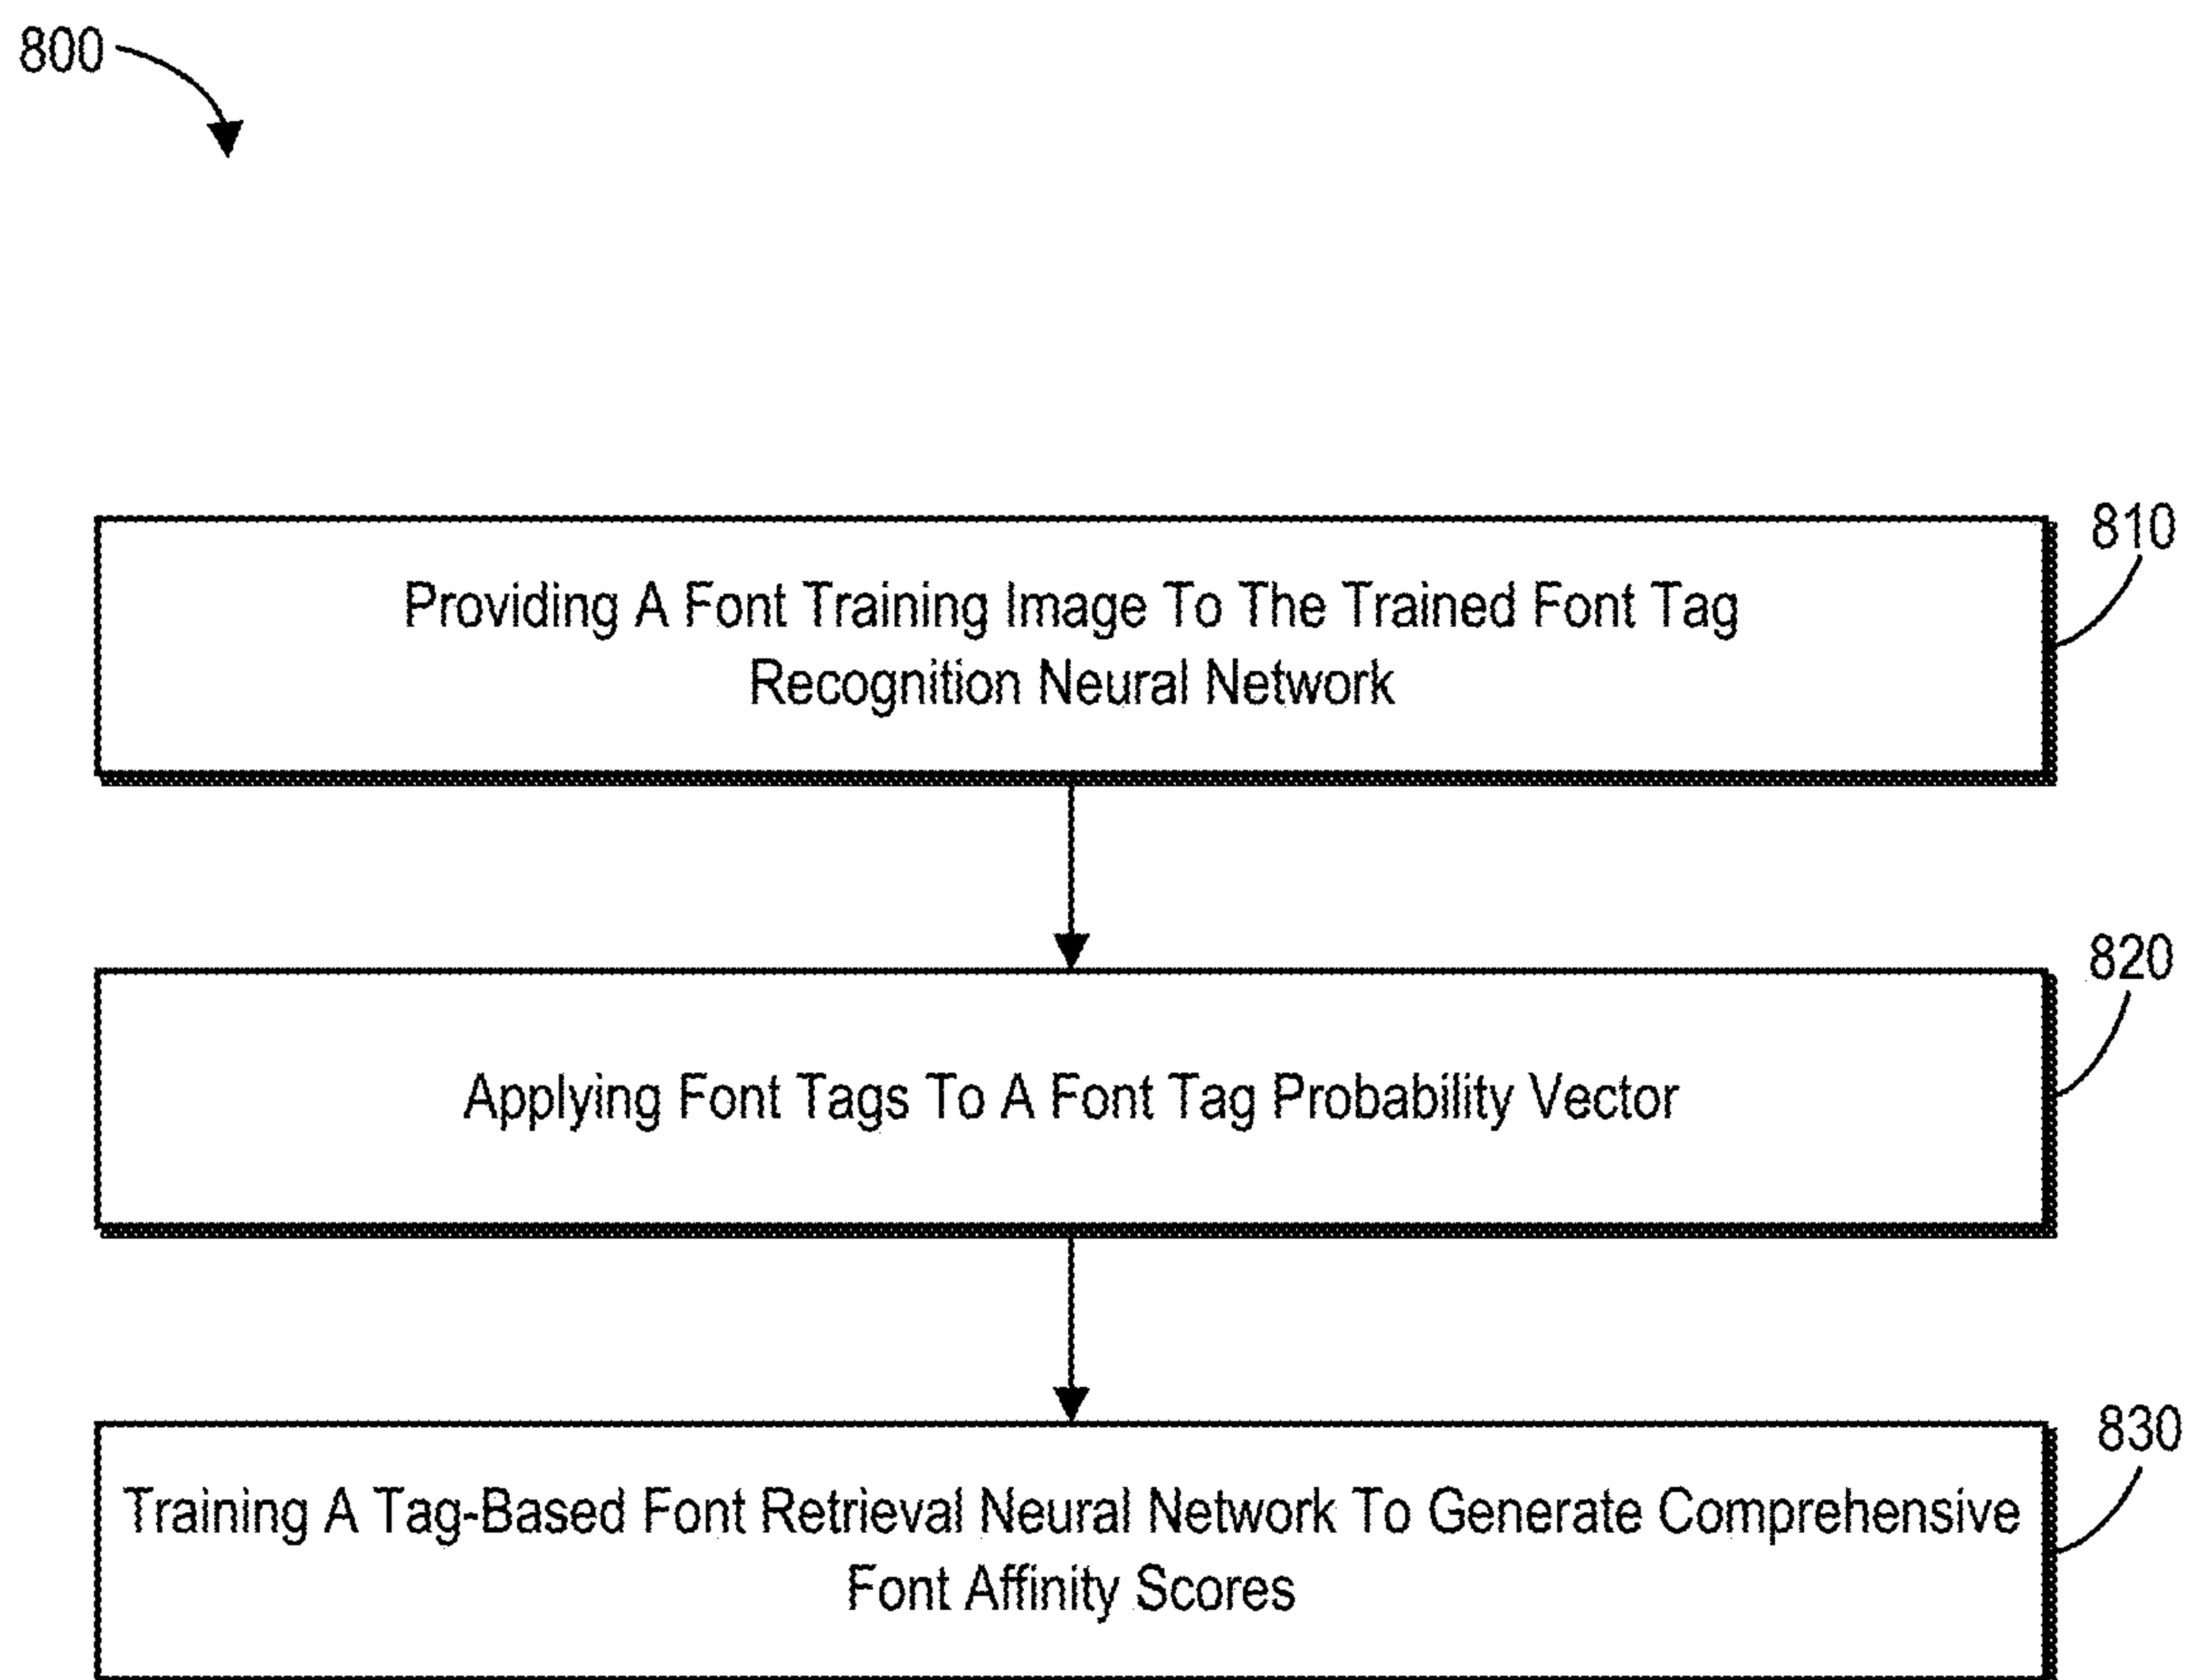 800
810
Providing A Font Training Image To The Trained Font Tag
Recognition Neural Network
820
Applying Font Tags To A Font Tag Probability Vector
830
Training A Tag-Based Font Retrieval Neural Network To Generate Comprehensive
Font Affinity Scores